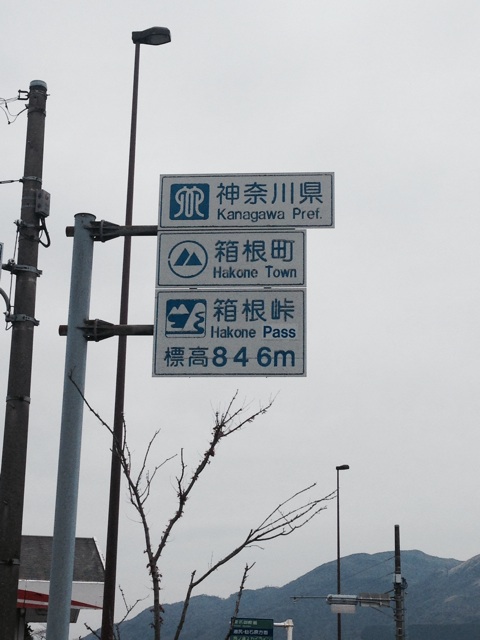 神奈川県
Kanagawa Pref.
箱根町
Hakone Town
箱根峠
Hakone Pass
標高846m